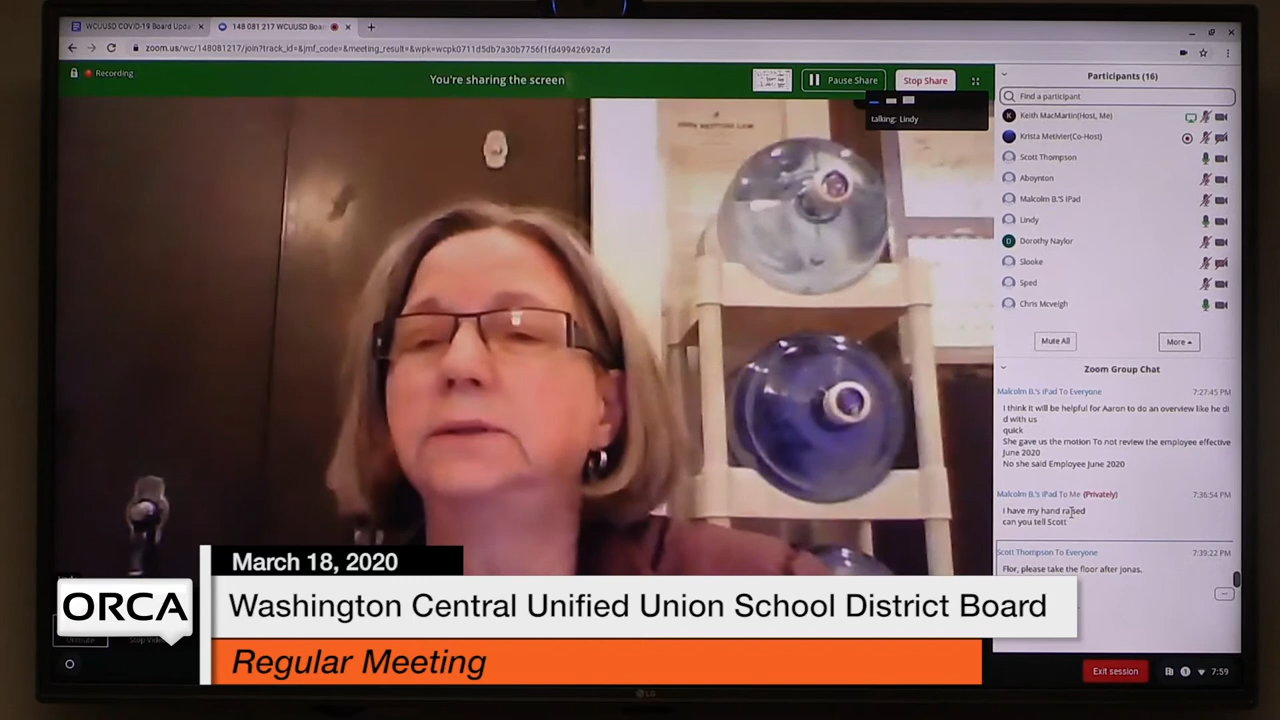 WCUUSD COVID-19 Board Upda
148 081 217 WCUUSD Boa
zoom.us/wc/148081217/join?track_id=&jmf_code=&meeting_result=&wpk=wcpk0711d5db7a30b7756f1fd49942692a7d
Recording
You're sharing the screen
Pause Share
Stop Share
talking: Lindy
OPEN MEETING LAW
Participants (16)
Find a participant
K Keith MacMartin(Host, Me)
Krista Metivier(Co-Host)
Scott Thompson
Aboynton
Malcolm B.'S iPad
Lindy
D Dorothy Naylor
Slooke
Sped
Chris Mcveigh
Mute All
More
Zoom Group Chat
Malcolm B.'s iPad To Everyone 7:27:45 PM
I think it will be helpful for Aaron to do an overview like he di
d with us
quick
She gave us the motion To not review the employee effective
June 2020
No she said Employee June 2020
Malcolm B.'s iPad To Me (Privately) 7:36:54 PM
I have my hand raised
can you tell Scott
Scott Thompson To Everyone 7:39:22 PM
Flor, please take the floor after Jonas.
Exit session
1
7:59
LG
March 18, 2020
ORCA
Washington Central Unified Union School District Board
Regular Meeting